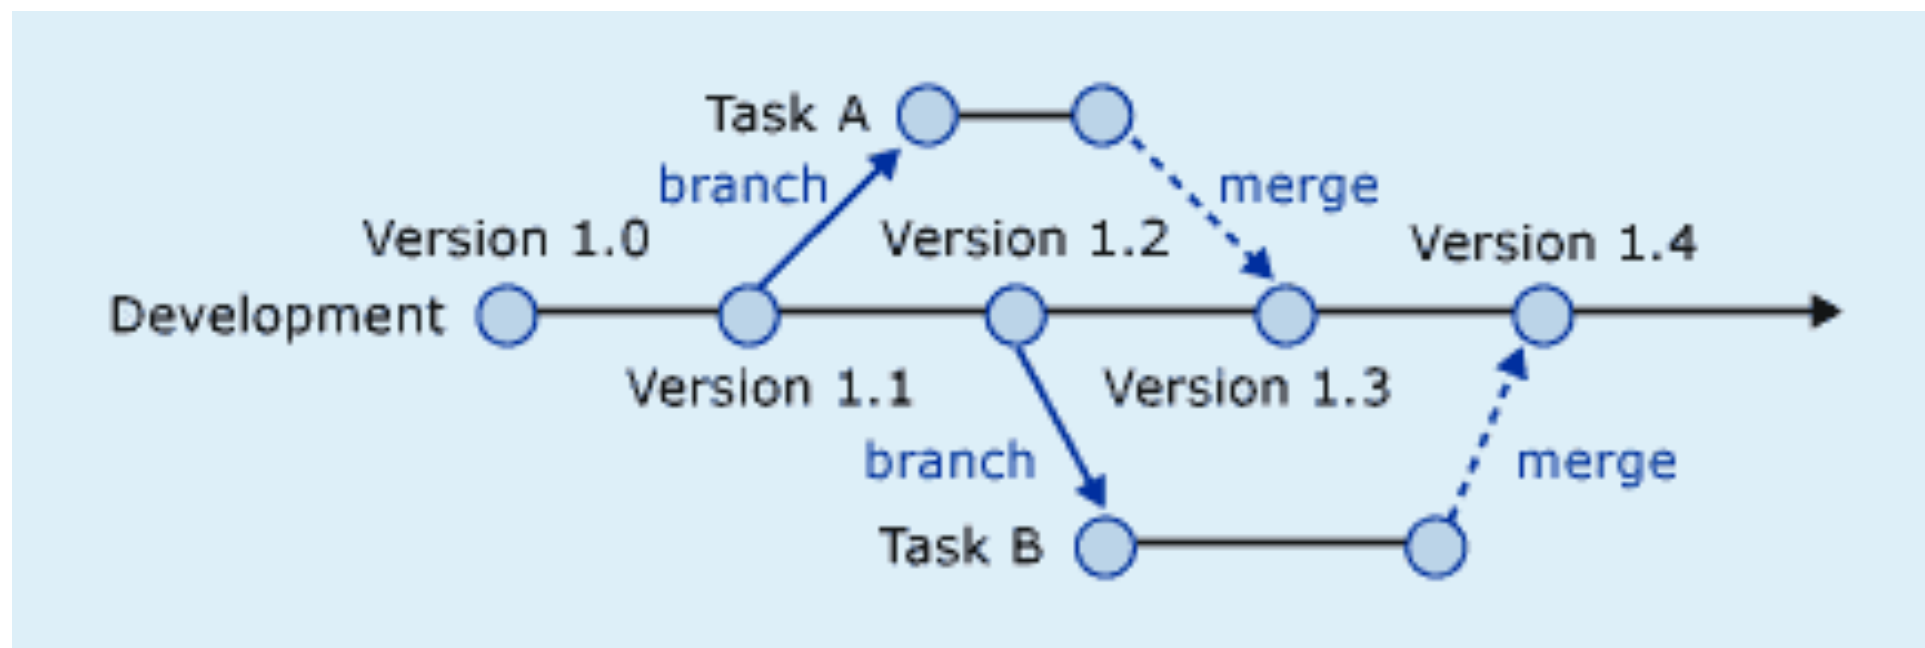 Task A
branch
merge
Version 1.0
Version 1.2
Version 1.4
Development
Version 1.1
Version 1.3
branch
merge
Task B